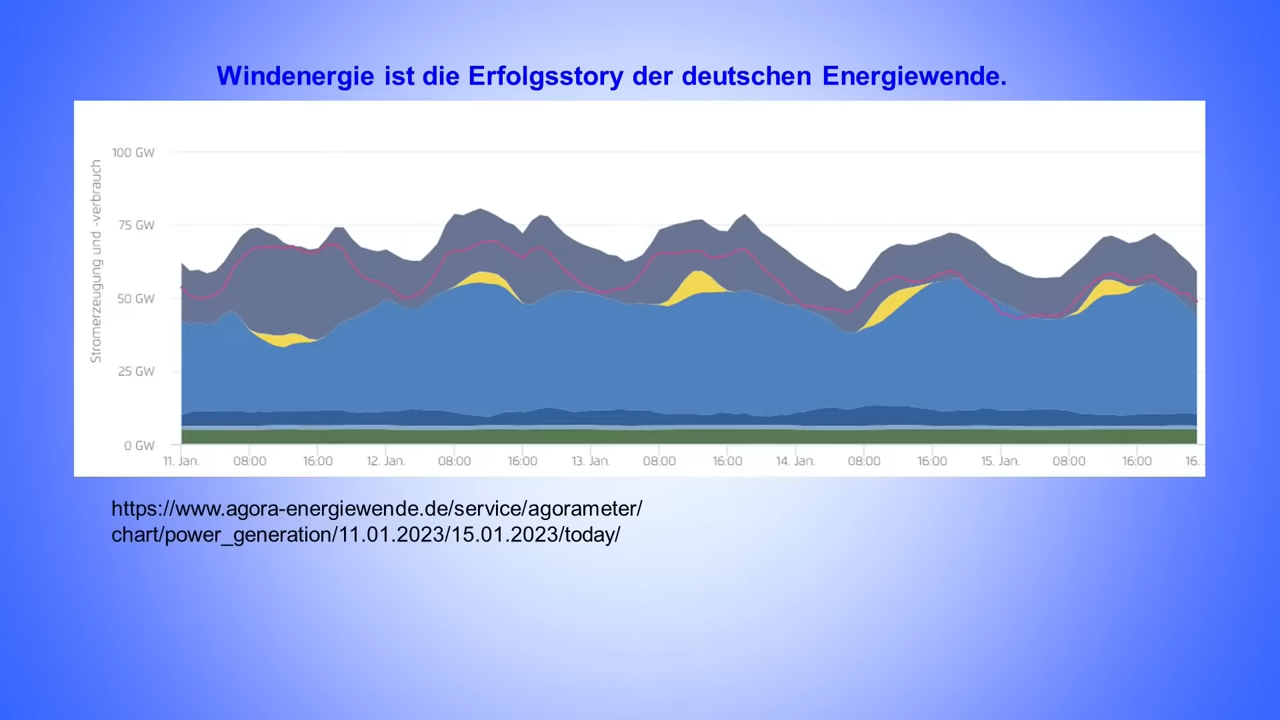 Windenergie ist die Erfolgsstory der deutschen Energiewende.
Stromerzeugung und -verbrauch
100 GW
75 GW
50 GW
25 GW
0 GW
11. Jan. 08:00 16:00 12. Jan. 08:00 16:00 13. Jan. 08:00 16:00 14. Jan. 08:00 16:00 15. Jan. 08:00 16:00 16.
https://www.agora-energiewende.de/service/agorameter/
chart/power_generation/11.01.2023/15.01.2023/today/